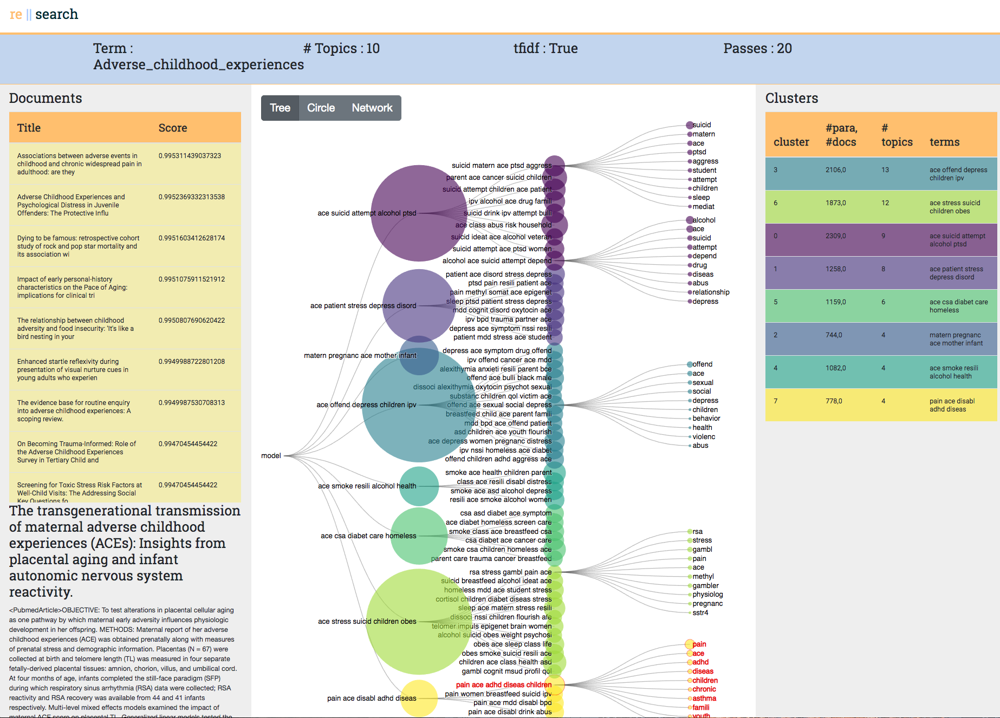 re || search
Term :
Adverse_childhood_experiences
# Topics : 10
tfidf : True
Passes : 20
Documents
Title Score
Associations between adverse events in
childhood and chronic widespread pain in
adulthood: are they
0.995311439037323
Adverse Childhood Experiences and
Psychological Distress in Juvenile
Offenders: The Protective Influ
0.9952369332313538
Dying to be famous: retrospective cohort
study of rock and pop star mortality and
its association wi
0.9951603412628174
Impact of early personal-history
characteristics on the Pace of Aging:
implications for clinical tri
0.9951075911521912
The relationship between childhood
adversity and food insecurity: 'It's like a
bird nesting in your
0.9950807690620422
Enhanced startle reflexivity during
presentation of visual nurture cues in
young adults who experien
0.9949988722801208
The evidence base for routine enquiry
into adverse childhood experiences: A
scoping review.
0.9949987530708313
On Becoming Trauma-Informed: Role of
the Adverse Childhood Experiences
Survey in Tertiary Child and
0.99470454454422
Screening for Toxic Stress Risk Factors at
Well-Child Visits: The Addressing Social
Key Questions fo
0.99470454454422
The transgenerational transmission
of maternal adverse childhood
experiences (ACEs): Insights from
placental aging and infant
autonomic nervous system
reactivity.
<PubmedArticle>OBJECTIVE: To test alterations in placental cellular aging
as one pathway by which maternal early adversity influences physiologic
development in her offspring. METHODS: Maternal report of her adverse
childhood experiences (ACE) was obtained prenatally along with measures
of prenatal stress and demographic information. Placentas (N = 67) were
collected at birth and telomere length (TL) was measured in four separate
fetally-derived placental tissues: amnion, chorion, villus, and umbilical cord.
At four months of age, infants completed the still-face paradigm (SFP)
during which respiratory sinus arrhythmia (RSA) data were collected; RSA
reactivity and RSA recovery was available from 44 and 41 infants
respectively. Multi-level mixed effects models examined the impact of
maternal ACE score on placental TL. Generalized linear models tested the
Tree Circle Network
model
ace suicid attempt alcohol ptsd
ace patient stress depress disord
matern pregnanc ace mother infant
ace offend depress children ipv
ace smoke resili alcohol health
ace csa diabet care homeless
ace stress suicid children obes
pain ace disabl adhd diseas
suicid matern ace ptsd aggress
parent ace cancer suicid children
suicid attempt children ace patient
ipv alcohol ace drug famili
suicid drink ipv attempt bulli
ace class abus risk household
suicid ideat ace alcohol veteran
suicid attempt ace ptsd women
alcohol ace suicid attempt depend
patient ace disord stress depress
ptsd pain resili patient ace
pain methyl somat ace epigenet
sleep ptsd patient stress depress
mdd cognit disord oxytocin ace
ipv bpd trauma partner ace
depress ace symptom nssi resili
patient mdd stress ace student
depress ace symptom drug offend
ipv offend cancer ace mdd
alexithymia anxieti resili parent bce
offend ace bulli black male
dissoci alexithymia oxytocin psychot sexual
substanc children qol victim ace
offend ace sexual social depress
breastfeed child ace parent famili
mdd bpd ace offend patient
asd children ace youth flourish
ace depress women pregnanc distress
ipv nssi homeless ace diabet
offend children adhd aggress ace
smoke ace health children parent
class ace resili disabl distress
smoke ace asd alcohol depress
resili ace smoke alcohol women
csa asd diabet ace symptom
ace diabet homeless screen care
smoke class ace breastfeed csa
csa diabet ace cancer care
smoke csa children homeless ace
parent care trauma cancer breastfeed
rsa stress gambl pain ace
suicid breastfeed alcohol ideat ace
homeless mdd ace student stress
cortisol children diabet diseas stress
sleep ace matern stress resili
dissoci nssi children flourish afe
telomer impuls epigenet brain women
alcohol suicid obes weight psychosi
obes ace sleep class life
obes smoke suicid resili ace
children ace class health asd
gambl cognit msud profil qol
pain ace adhd diseas children
pain women breastfeed suicid ipv
pain ace mdd disabl bpd
pain ace disabl drink abus
suicid
matern
ace
ptsd
aggress
student
attempt
children
sleep
mediat
alcohol
ace
suicid
attempt
depend
drug
diseas
abus
relationship
depress
offend
ace
sexual
social
depress
children
behavior
health
violenc
abus
rsa
stress
gambl
pain
ace
methyl
gambler
physiolog
pregnanc
sstr4
pain
ace
adhd
diseas
children
chronic
asthma
famili
youth
Clusters
cluster #para, #docs # topics terms
3 2106,0 13 ace offend depress
children ipv
6 1873,0 12 ace stress suicid
children obes
0 2309,0 9 ace suicid attempt
alcohol ptsd
1 1258,0 8 ace patient stress
depress disord
5 1159,0 6 ace csa diabet care
homeless
2 744,0 4 matern pregnanc
ace mother infant
4 1082,0 4 ace smoke resili
alcohol health
7 778,0 4 pain ace disabl
adhd diseas